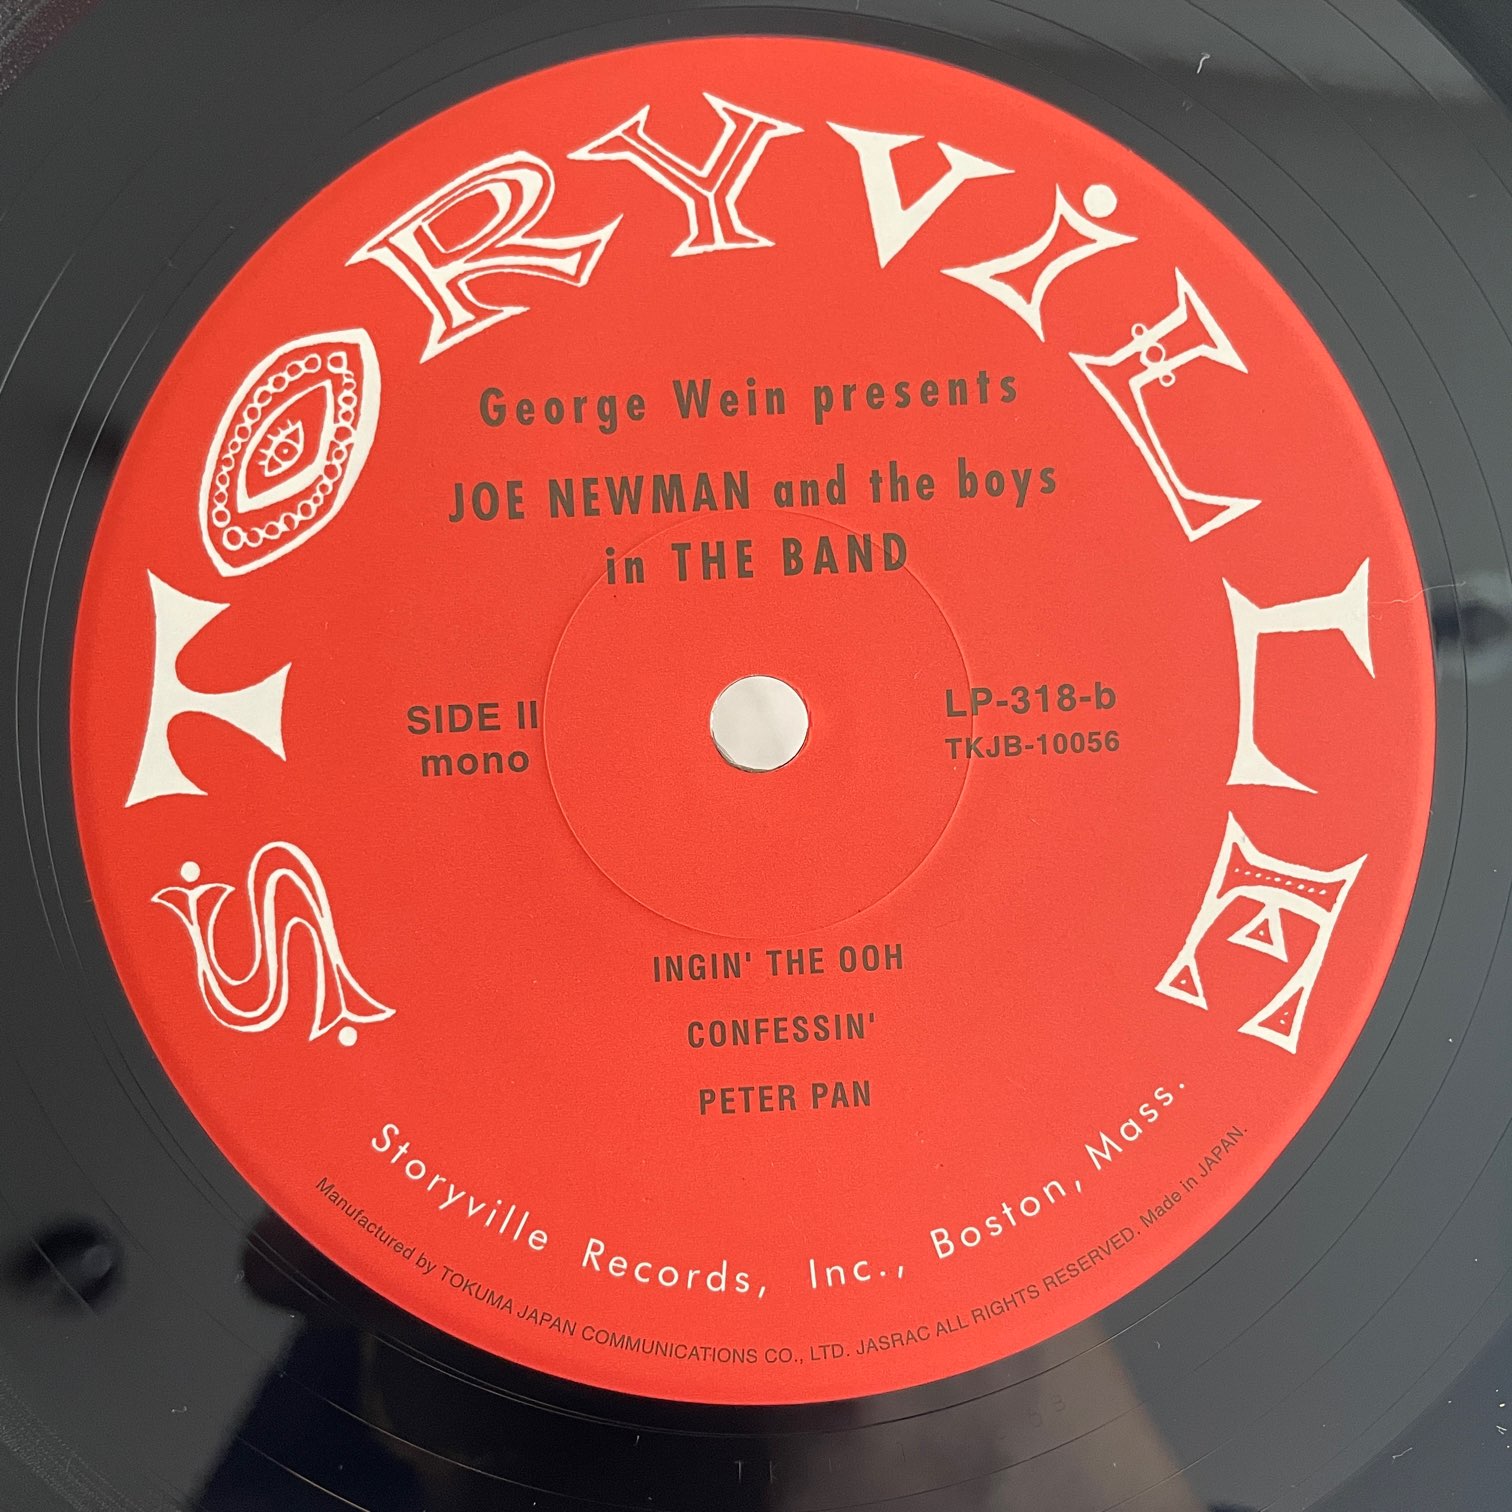 STORYViLLE
George Wein presents
JOE NEWMAN and the boys
in THE BAND
SIDE II
mono
LP-318-b
TKJB-10056
INGIN' THE OOH
CONFESSIN'
PETER PAN
Storyville Records, Inc., Boston, Mass.
Manufactured by TOKUMA JAPAN COMMUNICATIONS CO., LTD. JASRAC ALL RIGHTS RESERVED. Made in JAPAN.